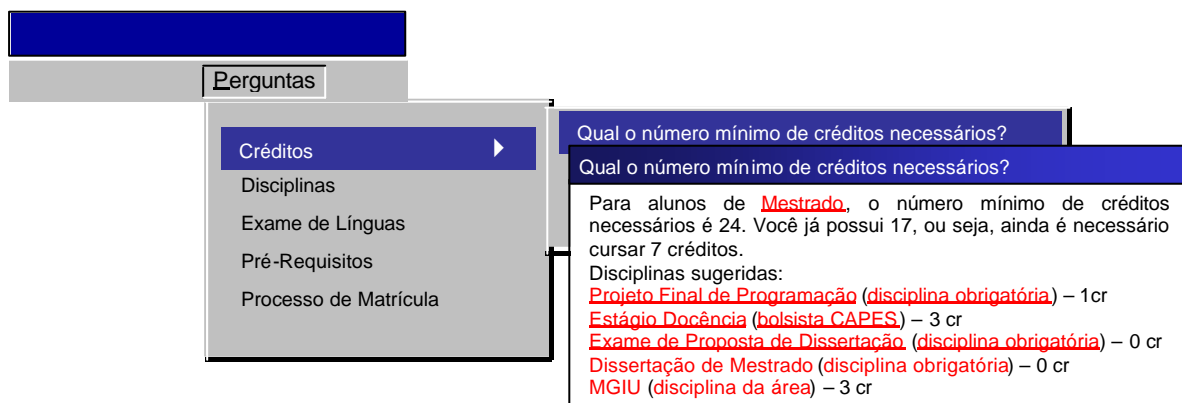 Perguntas
Créditos
Disciplinas
Exame de Línguas
Pré-Requisitos
Processo de Matrícula
Qual o número mínimo de créditos necessários?
Qual o número mínimo de créditos necessários?
Para alunos de Mestrado, o número mínimo de créditos
necessários é 24. Você já possui 17, ou seja, ainda é necessário
cursar 7 créditos.
Disciplinas sugeridas:
Projeto Final de Programação (disciplina obrigatória) – 1cr
Estágio Docência (bolsista CAPES) – 3 cr
Exame de Proposta de Dissertação (disciplina obrigatória) – 0 cr
Dissertação de Mestrado (disciplina obrigatória) – 0 cr
MGIU (disciplina da área) – 3 cr